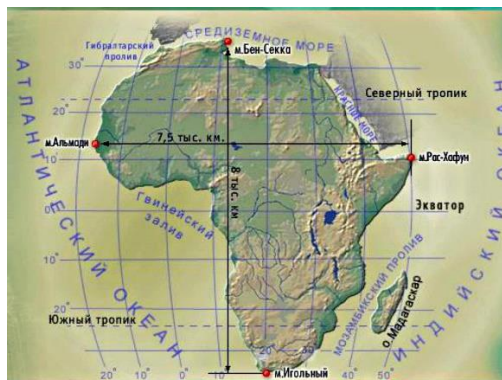 СРЕДИЗЕМНОЕ МОРЕ
Гибралтарский
пролив
м.Бен-Секка
30°
Северный тропик
КРАСНОЕ МОРЕ
20°
7,5 тыс. км.
м.Альмади
10°
м.Рас-Хафун
8 тыс. км
Гвинейский
залив
Экватор
0°
АТЛАНТИЧЕСКИЙ ОКЕАН
10°
МОЗАМБИКСКИЙ ПРОЛИВ
о.Мадагаскар
ИНДИЙСКИЙ
20°
Южный тропик
20° 10° 0° 10° 20° 30° 40° 50°
м.Игольный